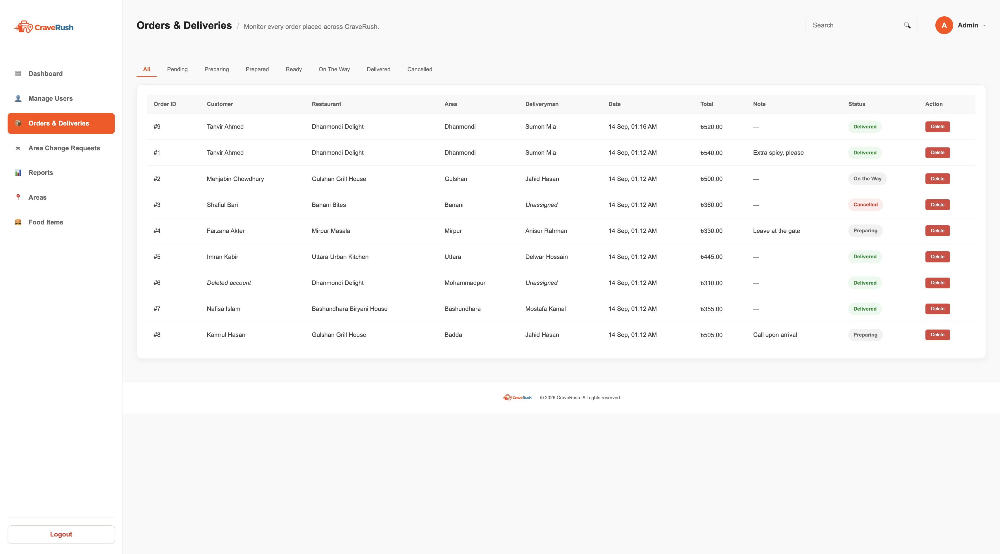 CraveRush
Orders & Deliveries / Monitor every order placed across CraveRush.
Search
A Admin
Dashboard
Manage Users
Orders & Deliveries
Area Change Requests
Reports
Areas
Food Items
Logout
All Pending Preparing Prepared Ready On The Way Delivered Cancelled
Order ID Customer Restaurant Area Deliveryman Date Total Note Status Action
#9 Tanvir Ahmed Dhanmondi Delight Dhanmondi Sumon Mia 14 Sep, 01:16 AM ৳520.00 — Delivered Delete
#1 Tanvir Ahmed Dhanmondi Delight Dhanmondi Sumon Mia 14 Sep, 01:12 AM ৳540.00 Extra spicy, please Delivered Delete
#2 Mehjabin Chowdhury Gulshan Grill House Gulshan Jahid Hasan 14 Sep, 01:12 AM ৳500.00 — On the Way Delete
#3 Shafiul Bari Banani Bites Banani Unassigned 14 Sep, 01:12 AM ৳360.00 — Cancelled Delete
#4 Farzana Akter Mirpur Masala Mirpur Anisur Rahman 14 Sep, 01:12 AM ৳330.00 Leave at the gate Preparing Delete
#5 Imran Kabir Uttara Urban Kitchen Uttara Delwar Hossain 14 Sep, 01:12 AM ৳445.00 — Delivered Delete
#6 Deleted account Dhanmondi Delight Mohammadpur Unassigned 14 Sep, 01:12 AM ৳310.00 — Delivered Delete
#7 Nafisa Islam Bashundhara Biryani House Bashundhara Mostafa Kamal 14 Sep, 01:12 AM ৳355.00 — Delivered Delete
#8 Kamrul Hasan Gulshan Grill House Badda Jahid Hasan 14 Sep, 01:12 AM ৳505.00 Call upon arrival Preparing Delete
CraveRush © 2026 CraveRush. All rights reserved.